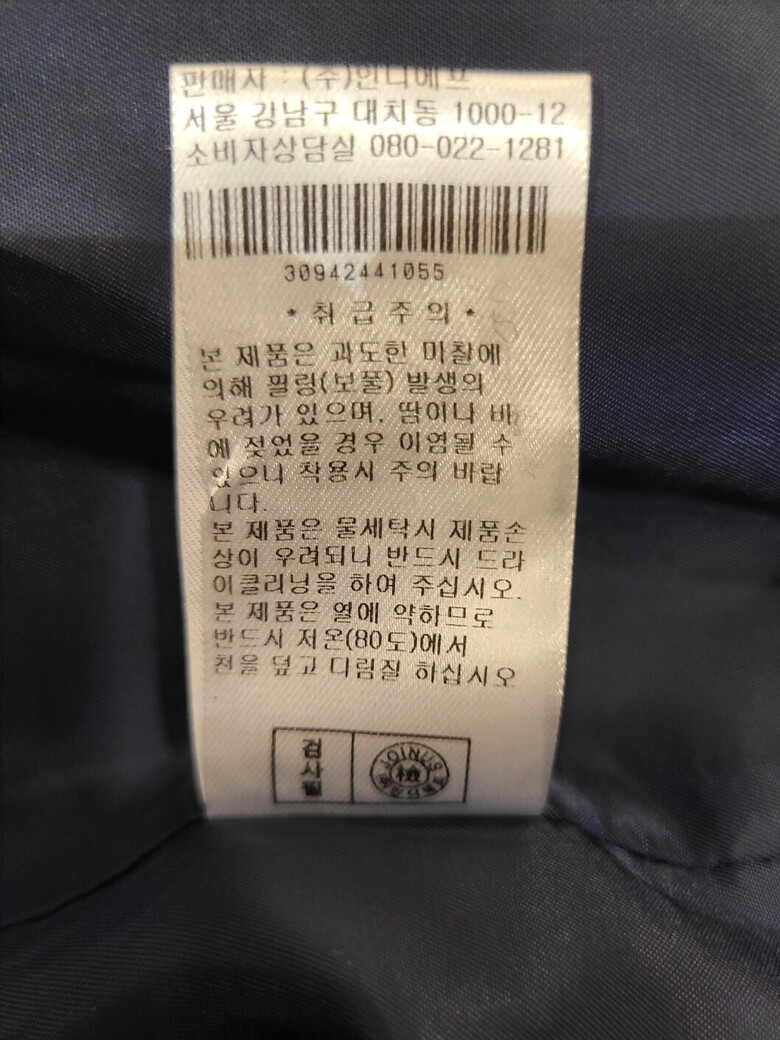 판매자 : (주)인디에프
서울 강남구 대치동 1000-12
소비자상담실 080-022-1281
30942441055
* 취급주의 *
본 제품은 과도한 마찰에
의해 필링(보풀) 발생의
우려가 있으며, 땀이나 비
에 젖었을 경우 이염될 수
있으니 착용시 주의 바랍
니다.
본 제품은 물세탁시 제품손
상이 우려되니 반드시 드라
이클리닝을 하여 주십시오.
본 제품은 열에 약하므로
반드시 저온(80도)에서
천을 덮고 다림질 하십시오
검사필
JOINUS
檢